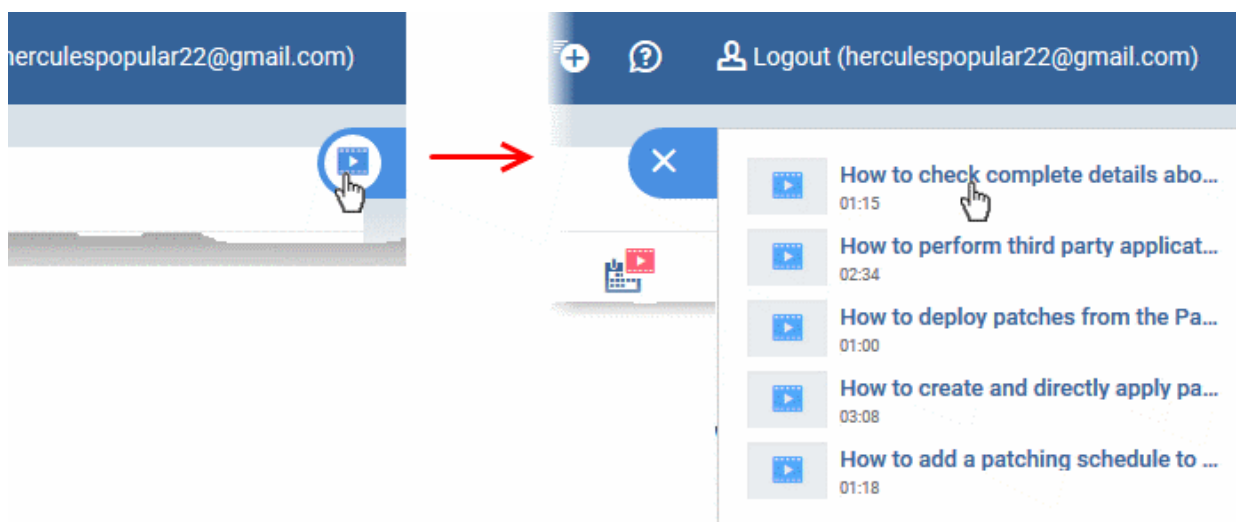 herculespopular22@gmail.com)
Logout (herculespopular22@gmail.com)
How to check complete details abo...
01:15
How to perform third party applicat...
02:34
How to deploy patches from the Pa...
01:00
How to create and directly apply pa...
03:08
How to add a patching schedule to ...
01:18